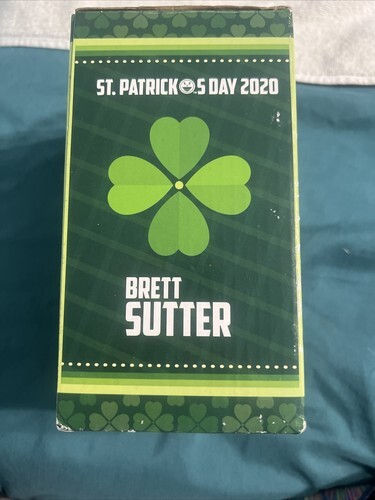 ST. PATRICK'S DAY 2020
BRETT
SUTTER